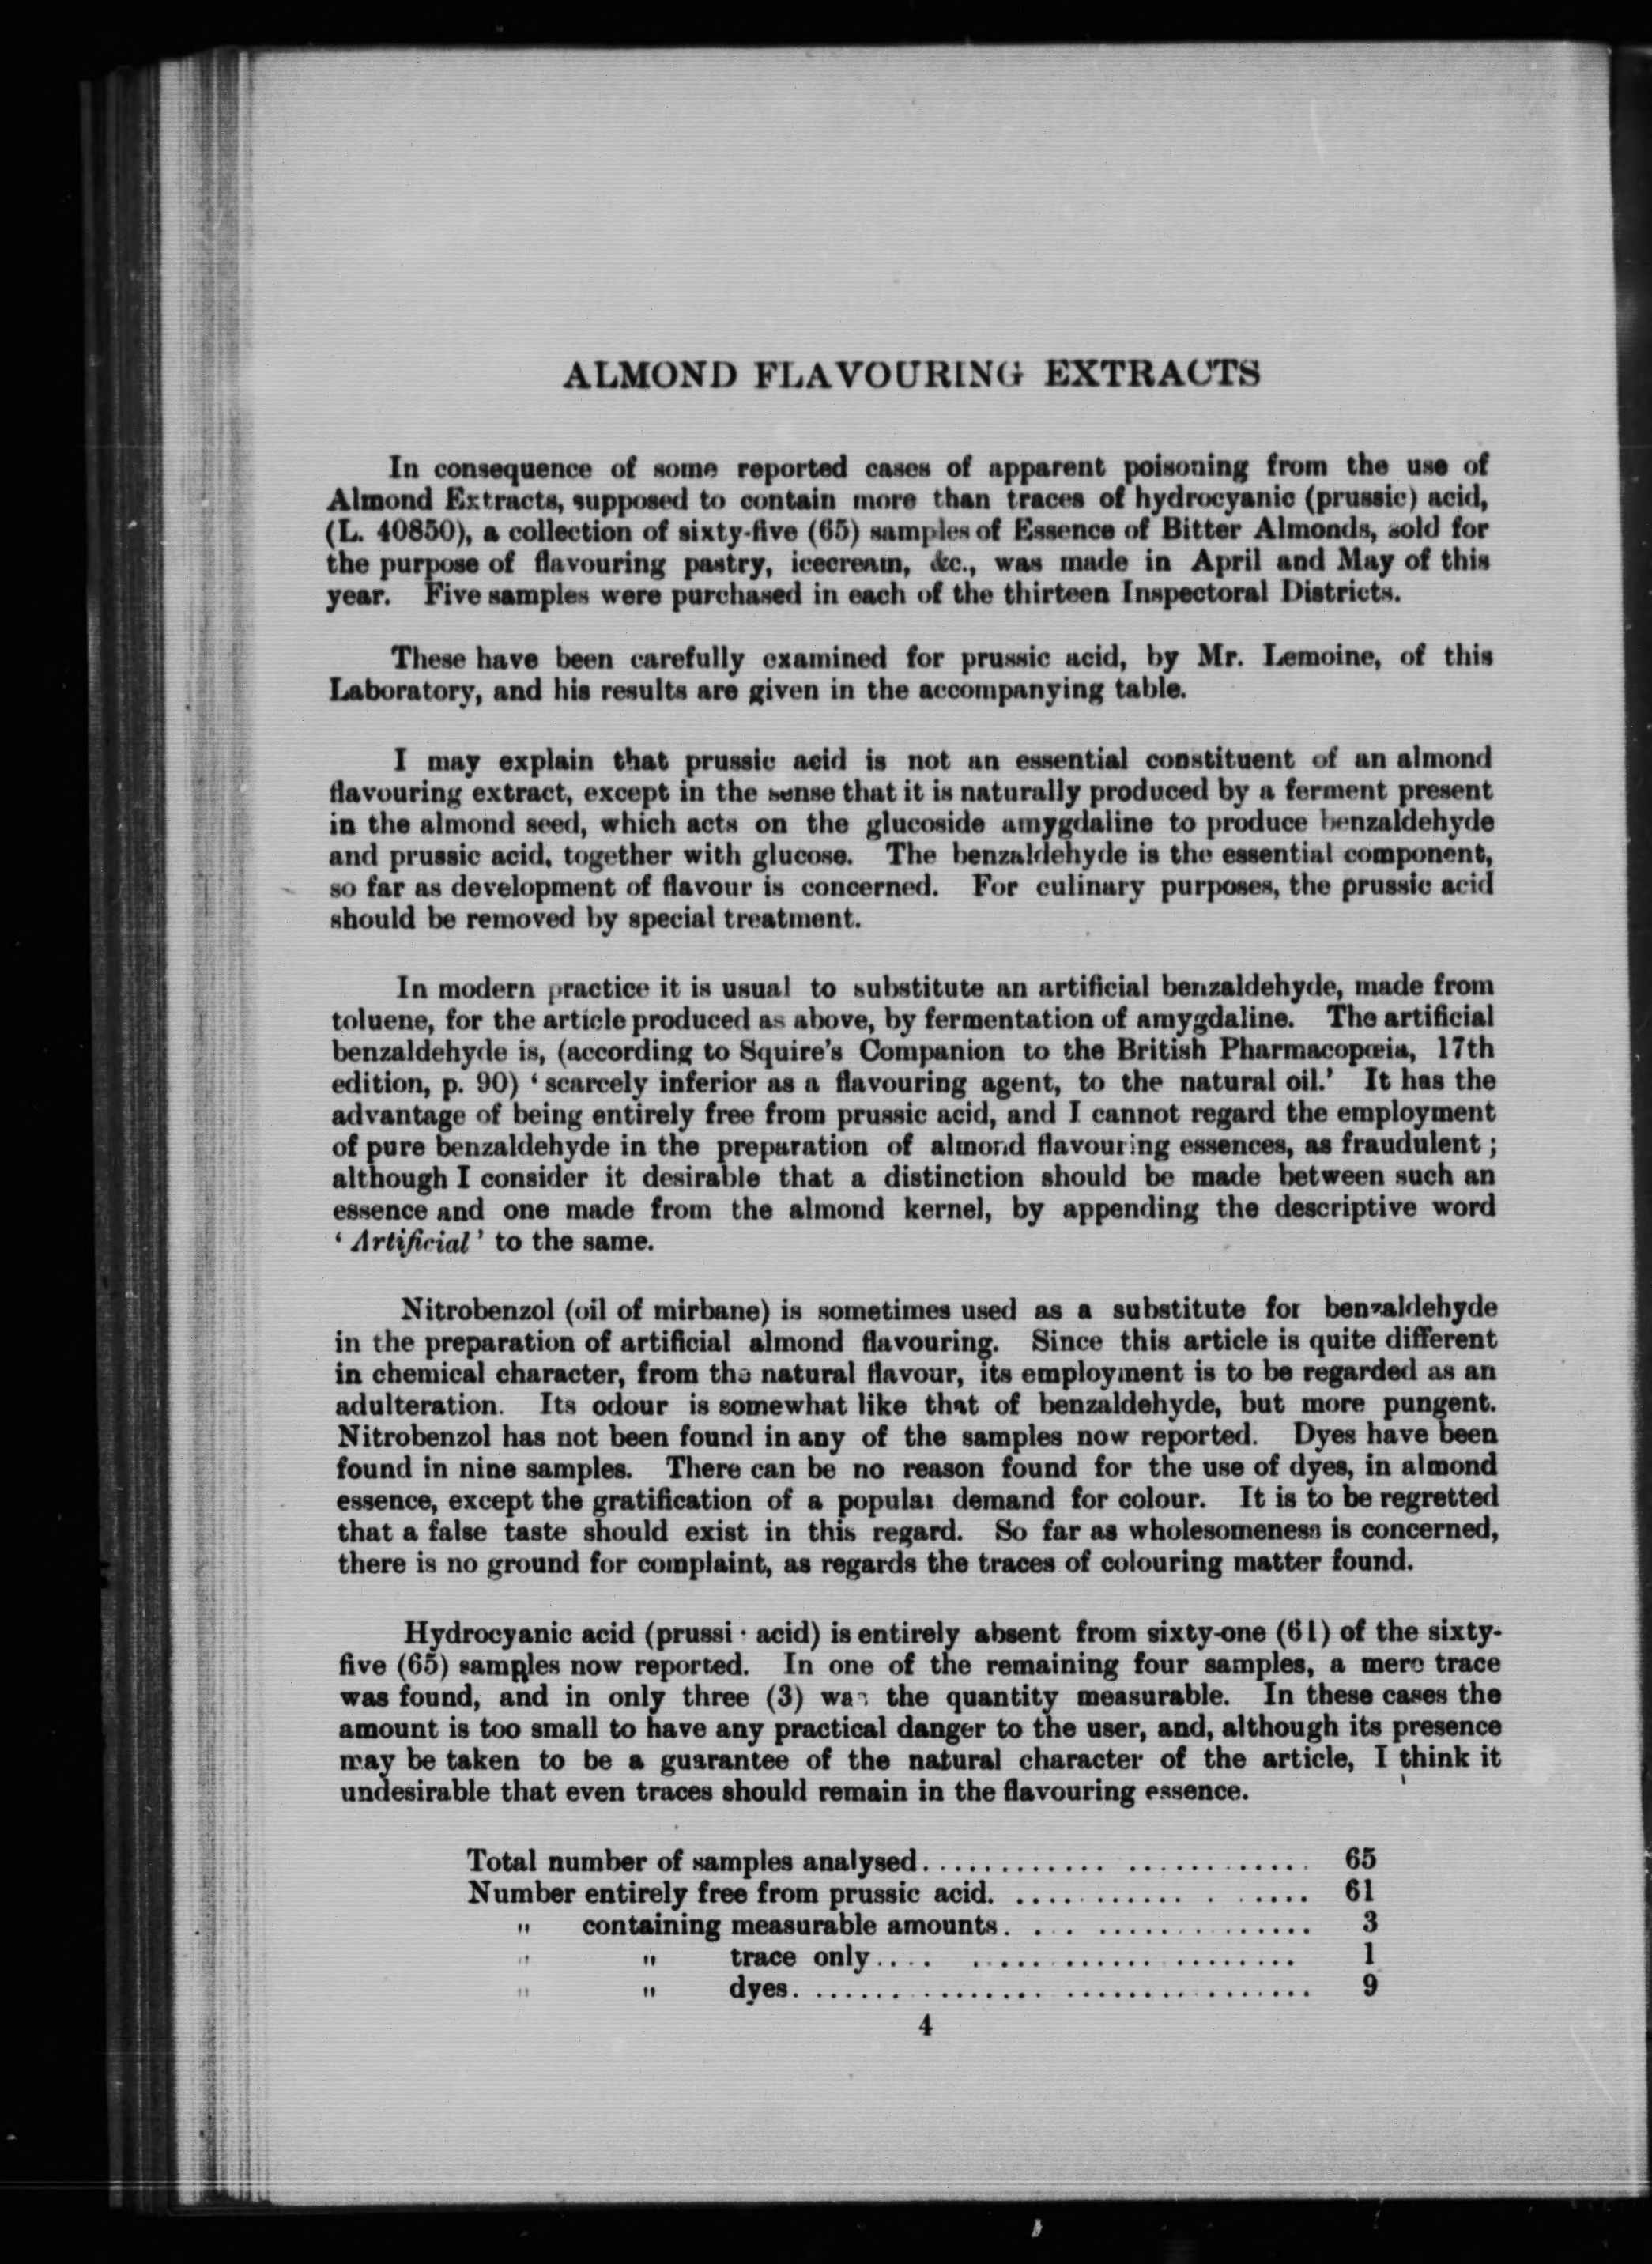 ALMOND FLAVOURING EXTRACTS
In consequence of some reported cases of apparent poisoning from the use of
Almond Extracts, supposed to contain more than traces of hydrocyanic (prussic) acid,
(L. 40850), a collection of sixty-five (65) samples of Essence of Bitter Almonds, sold for
the purpose of flavouring pastry, icecream, &c., was made in April and May of this
year. Five samples were purchased in each of the thirteen Inspectoral Districts.
These have been carefully examined for prussic acid, by Mr. Lemoine, of this
Laboratory, and his results are given in the accompanying table.
I may explain that prussic acid is not an essential constituent of an almond
flavouring extract, except in the sense that it is naturally produced by a ferment present
in the almond seed, which acts on the glucoside amygdaline to produce benzaldehyde
and prussic acid, together with glucose. The benzaldehyde is the essential component,
so far as development of flavour is concerned. For culinary purposes, the prussic acid
should be removed by special treatment.
In modern practice it is usual to substitute an artificial benzaldehyde, made from
toluene, for the article produced as above, by fermentation of amygdaline. The artificial
benzaldehyde is, (according to Squire's Companion to the British Pharmacopœia, 17th
edition, p. 90) 'scarcely inferior as a flavouring agent, to the natural oil.' It has the
advantage of being entirely free from prussic acid, and I cannot regard the employment
of pure benzaldehyde in the preparation of almond flavouring essences, as fraudulent;
although I consider it desirable that a distinction should be made between such an
essence and one made from the almond kernel, by appending the descriptive word
'Artificial' to the same.
Nitrobenzol (oil of mirbane) is sometimes used as a substitute for benzaldehyde
in the preparation of artificial almond flavouring. Since this article is quite different
in chemical character, from the natural flavour, its employment is to be regarded as an
adulteration. Its odour is somewhat like that of benzaldehyde, but more pungent.
Nitrobenzol has not been found in any of the samples now reported. Dyes have been
found in nine samples. There can be no reason found for the use of dyes, in almond
essence, except the gratification of a popular demand for colour. It is to be regretted
that a false taste should exist in this regard. So far as wholesomeness is concerned,
there is no ground for complaint, as regards the traces of colouring matter found.
Hydrocyanic acid (prussic acid) is entirely absent from sixty-one (61) of the sixty-
five (65) samples now reported. In one of the remaining four samples, a mere trace
was found, and in only three (3) was the quantity measurable. In these cases the
amount is too small to have any practical danger to the user, and, although its presence
may be taken to be a guarantee of the natural character of the article, I think it
undesirable that even traces should remain in the flavouring essence.
Total number of samples analysed........................ 65
Number entirely free from prussic acid..................... 61
" containing measurable amounts..................... 3
" " trace only........................ 1
" " dyes............................ 9
4